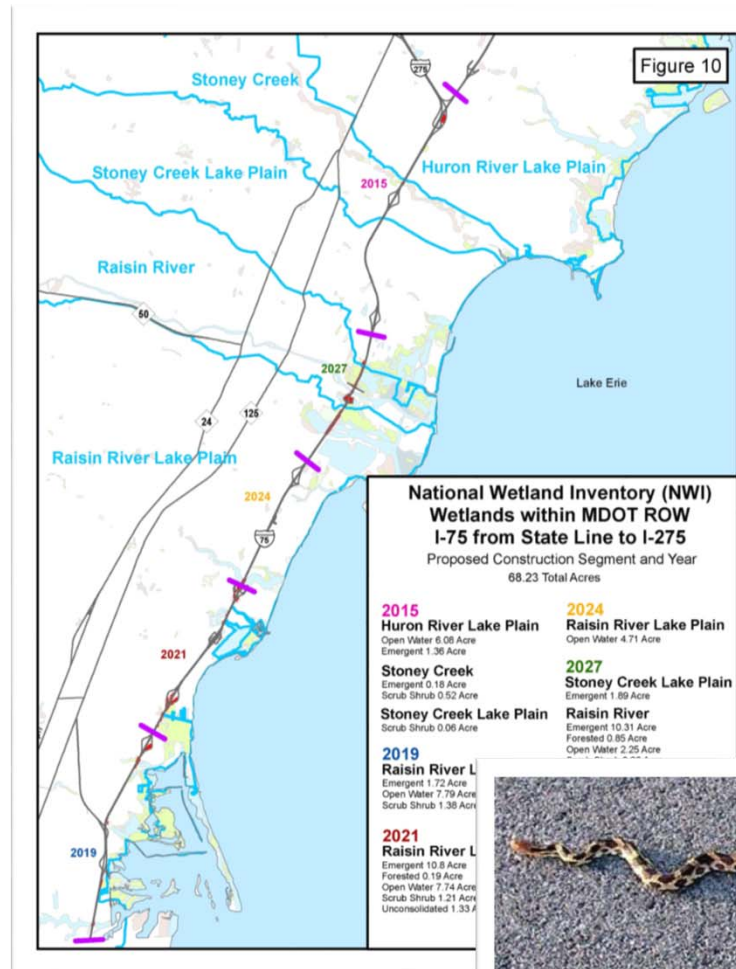 Figure 10
275
Stoney Creek
Huron River Lake Plain
Stoney Creek Lake Plain
2015
Raisin River
50
2027
Lake Erie
24
125
Raisin River Lake Plain
2024
75
2021
2019
National Wetland Inventory (NWI)
Wetlands within MDOT ROW
I-75 from State Line to I-275
Proposed Construction Segment and Year
68.23 Total Acres
2015
Huron River Lake Plain
Open Water 6.08 Acre
Emergent 1.36 Acre
Stoney Creek
Emergent 0.18 Acre
Scrub Shrub 0.52 Acre
Stoney Creek Lake Plain
Scrub Shrub 0.06 Acre
2019
Raisin River L
Emergent 1.72 Acre
Open Water 7.79 Acre
Scrub Shrub 1.38 Acr
2021
Raisin River L
Emergent 10.8 Acre
Forested 0.19 Acre
Open Water 7.74 Acre
Scrub Shrub 1.21 Acre
Unconsolidated 1.33 A
2024
Raisin River Lake Plain
Open Water 4.71 Acre
2027
Stoney Creek Lake Plain
Emergent 1.89 Acre
Raisin River
Emergent 10.31 Acre
Forested 0.85 Acre
Open Water 2.25 Acre